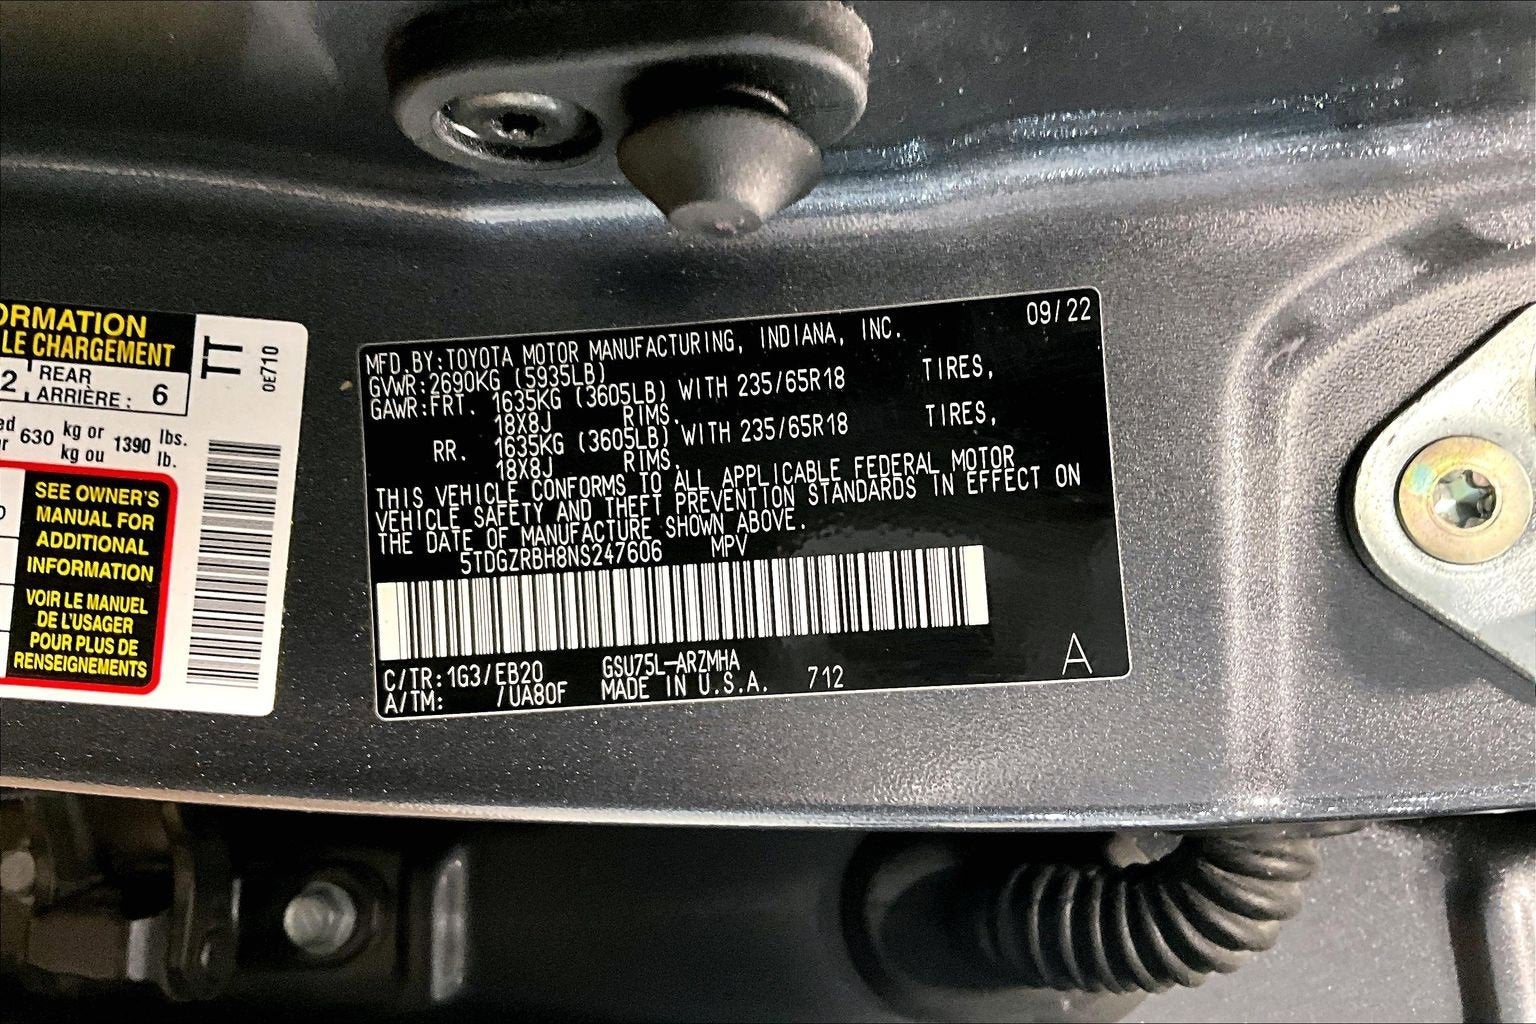 ORMATION
LE CHARGEMENT
2, REAR
ARRIÈRE : 6
ed 630 kg or 1390 lbs.
r kg ou lb.
SEE OWNER'S
MANUAL FOR
ADDITIONAL
INFORMATION
VOIR LE MANUEL
DE L'USAGER
POUR PLUS DE
RENSEIGNEMENTS
TT
0E710
09/22
MFD.BY:TOYOTA MOTOR MANUFACTURING, INDIANA, INC.
GVWR:2690KG (5935LB)
GAWR:FRT. 1635KG (3605LB) WITH 235/65R18 TIRES,
18X8J RIMS.
RR. 1635KG (3605LB) WITH 235/65R18 TIRES,
18X8J RIMS.
THIS VEHICLE CONFORMS TO ALL APPLICABLE FEDERAL MOTOR
VEHICLE SAFETY AND THEFT PREVENTION STANDARDS IN EFFECT ON
THE DATE OF MANUFACTURE SHOWN ABOVE.
5TDGZRBH8NS247606 MPV
C/TR:1G3/EB20 GSU75L-ARZMHA
A/TM: /UA80F MADE IN U.S.A. 712
A